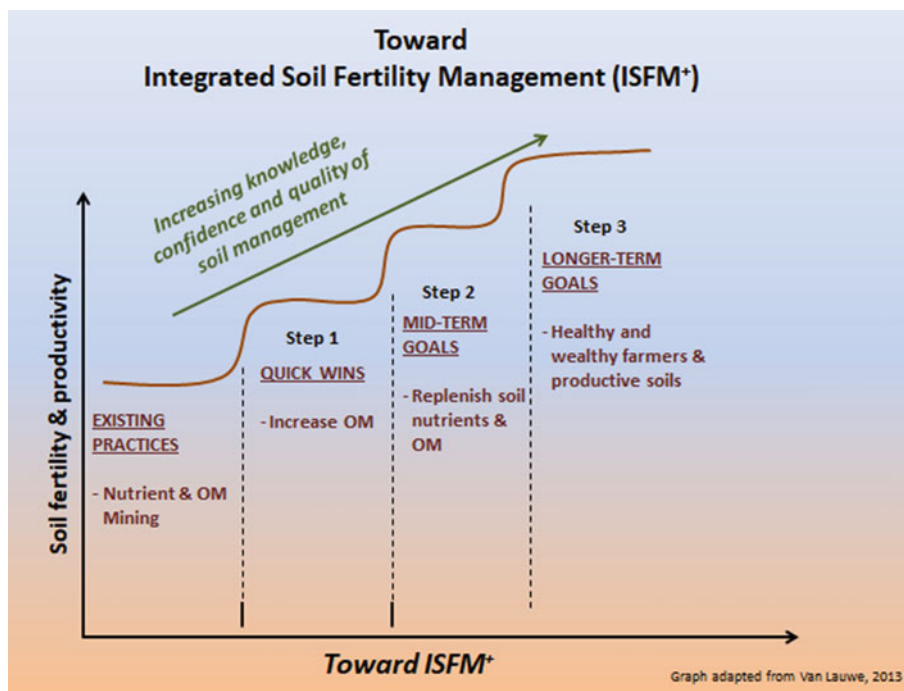 Toward
Integrated Soil Fertility Management (ISFM⁺)
Increasing knowledge,
confidence and quality of
soil management
Soil fertility & productivity
EXISTING
PRACTICES
- Nutrient & OM
Mining
Step 1
QUICK WINS
- Increase OM
Step 2
MID-TERM
GOALS
- Replenish soil
nutrients &
OM
Step 3
LONGER-TERM
GOALS
- Healthy and
wealthy farmers &
productive soils
Toward ISFM⁺
Graph adapted from Van Lauwe, 2013